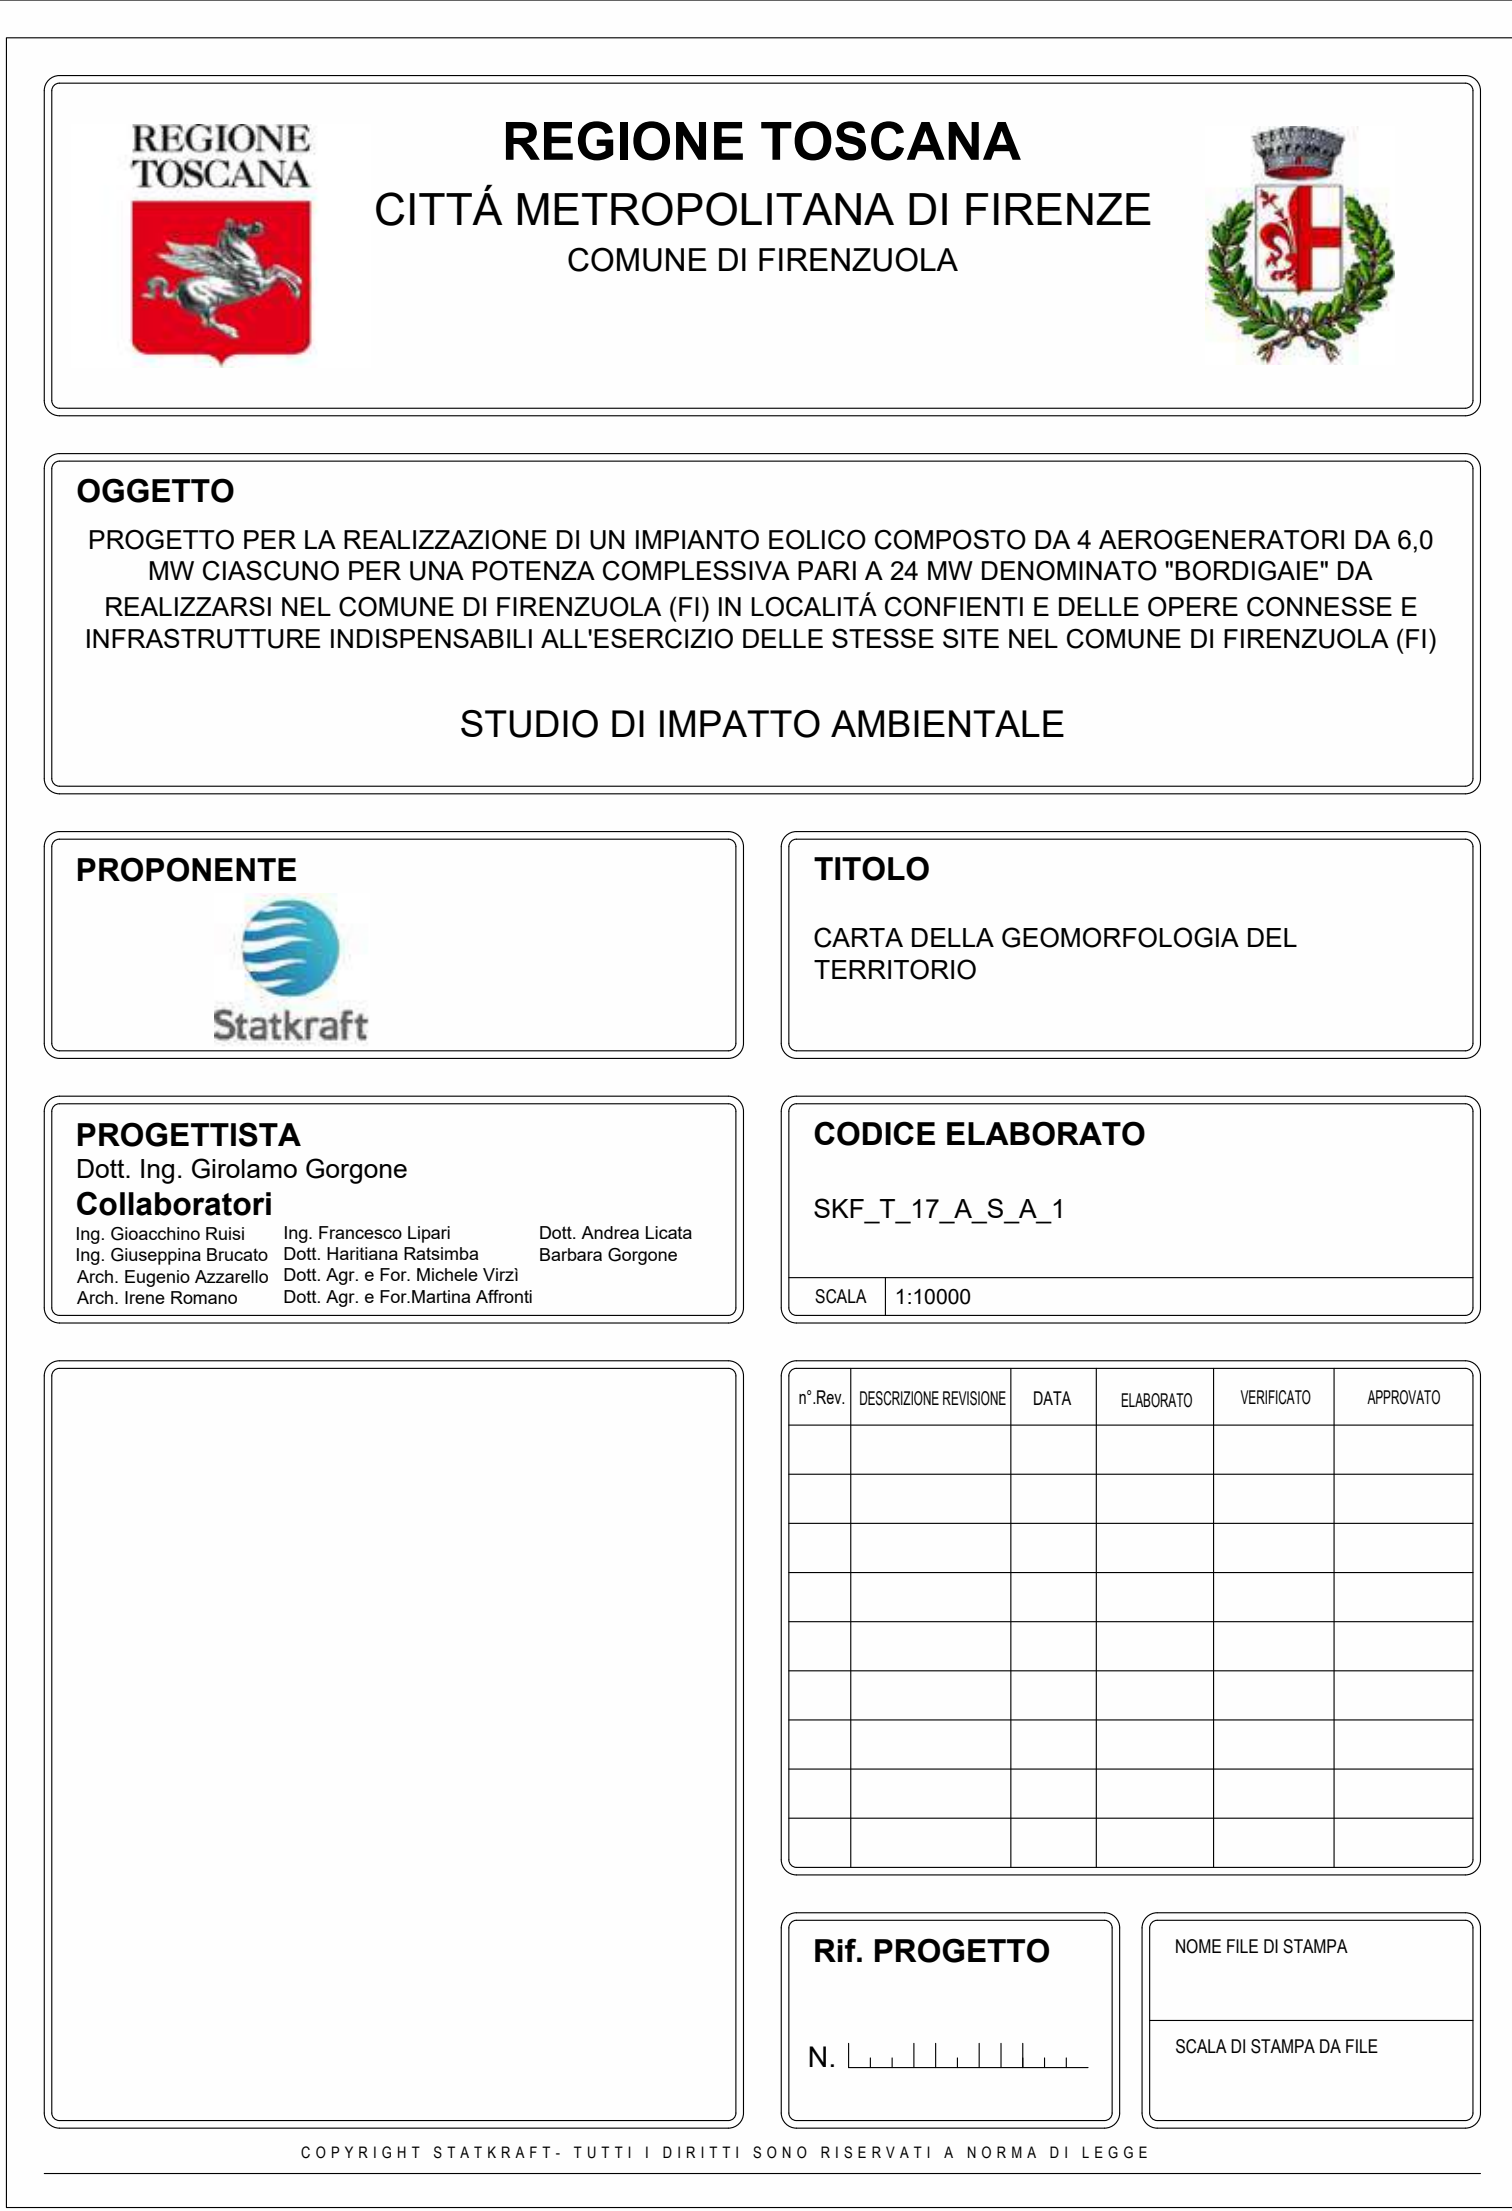 REGIONE
TOSCANA
REGIONE TOSCANA
CITTÁ METROPOLITANA DI FIRENZE
COMUNE DI FIRENZUOLA
OGGETTO
PROGETTO PER LA REALIZZAZIONE DI UN IMPIANTO EOLICO COMPOSTO DA 4 AEROGENERATORI DA 6,0
MW CIASCUNO PER UNA POTENZA COMPLESSIVA PARI A 24 MW DENOMINATO "BORDIGAIE" DA
REALIZZARSI NEL COMUNE DI FIRENZUOLA (FI) IN LOCALITÁ CONFIENTI E DELLE OPERE CONNESSE E
INFRASTRUTTURE INDISPENSABILI ALL'ESERCIZIO DELLE STESSE SITE NEL COMUNE DI FIRENZUOLA (FI)
STUDIO DI IMPATTO AMBIENTALE
PROPONENTE
Statkraft
TITOLO
CARTA DELLA GEOMORFOLOGIA DEL
TERRITORIO
PROGETTISTA
Dott. Ing. Girolamo Gorgone
Collaboratori
Ing. Gioacchino Ruisi
Ing. Giuseppina Brucato
Arch. Eugenio Azzarello
Arch. Irene Romano
Ing. Francesco Lipari
Dott. Haritiana Ratsimba
Dott. Agr. e For. Michele Virzì
Dott. Agr. e For.Martina Affronti
Dott. Andrea Licata
Barbara Gorgone
CODICE ELABORATO
SKF_T_17_A_S_A_1
SCALA 1:10000
n°.Rev. DESCRIZIONE REVISIONE DATA ELABORATO VERIFICATO APPROVATO
Rif. PROGETTO
N.
NOME FILE DI STAMPA
SCALA DI STAMPA DA FILE
COPYRIGHT STATKRAFT- TUTTI I DIRITTI SONO RISERVATI A NORMA DI LEGGE